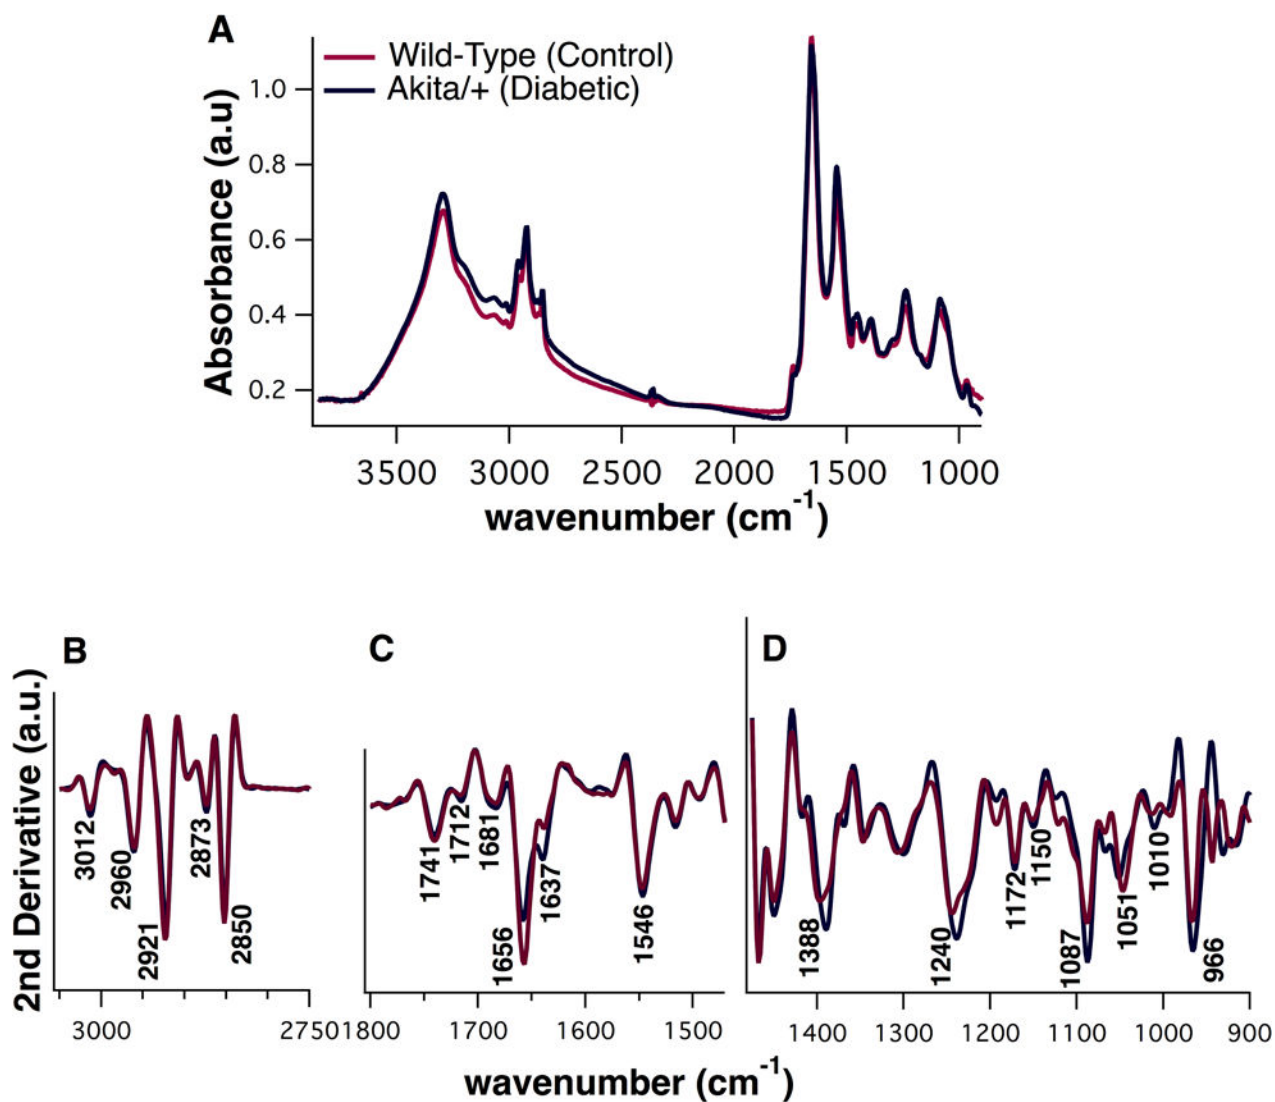 A
Wild-Type (Control)
Akita/+ (Diabetic)
Absorbance (a.u)
1.0
0.8
0.6
0.4
0.2
3500 3000 2500 2000 1500 1000
wavenumber (cm-1)
B
C
D
2nd Derivative (a.u.)
3012 2960 2921 2873 2850
1741 1712 1681 1656 1637 1546
1388 1240 1172 1150 1087 1051 1010 966
3000 2750
1800 1700 1600 1500
1400 1300 1200 1100 1000 900
wavenumber (cm-1)